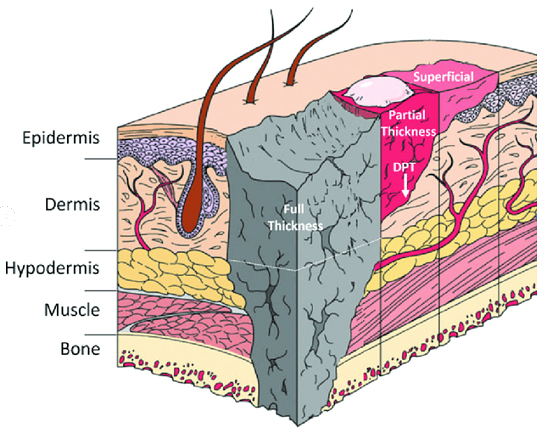 Superficial
Partial
Thickness
DPT
Full
Thickness
Epidermis
Dermis
Hypodermis
Muscle
Bone